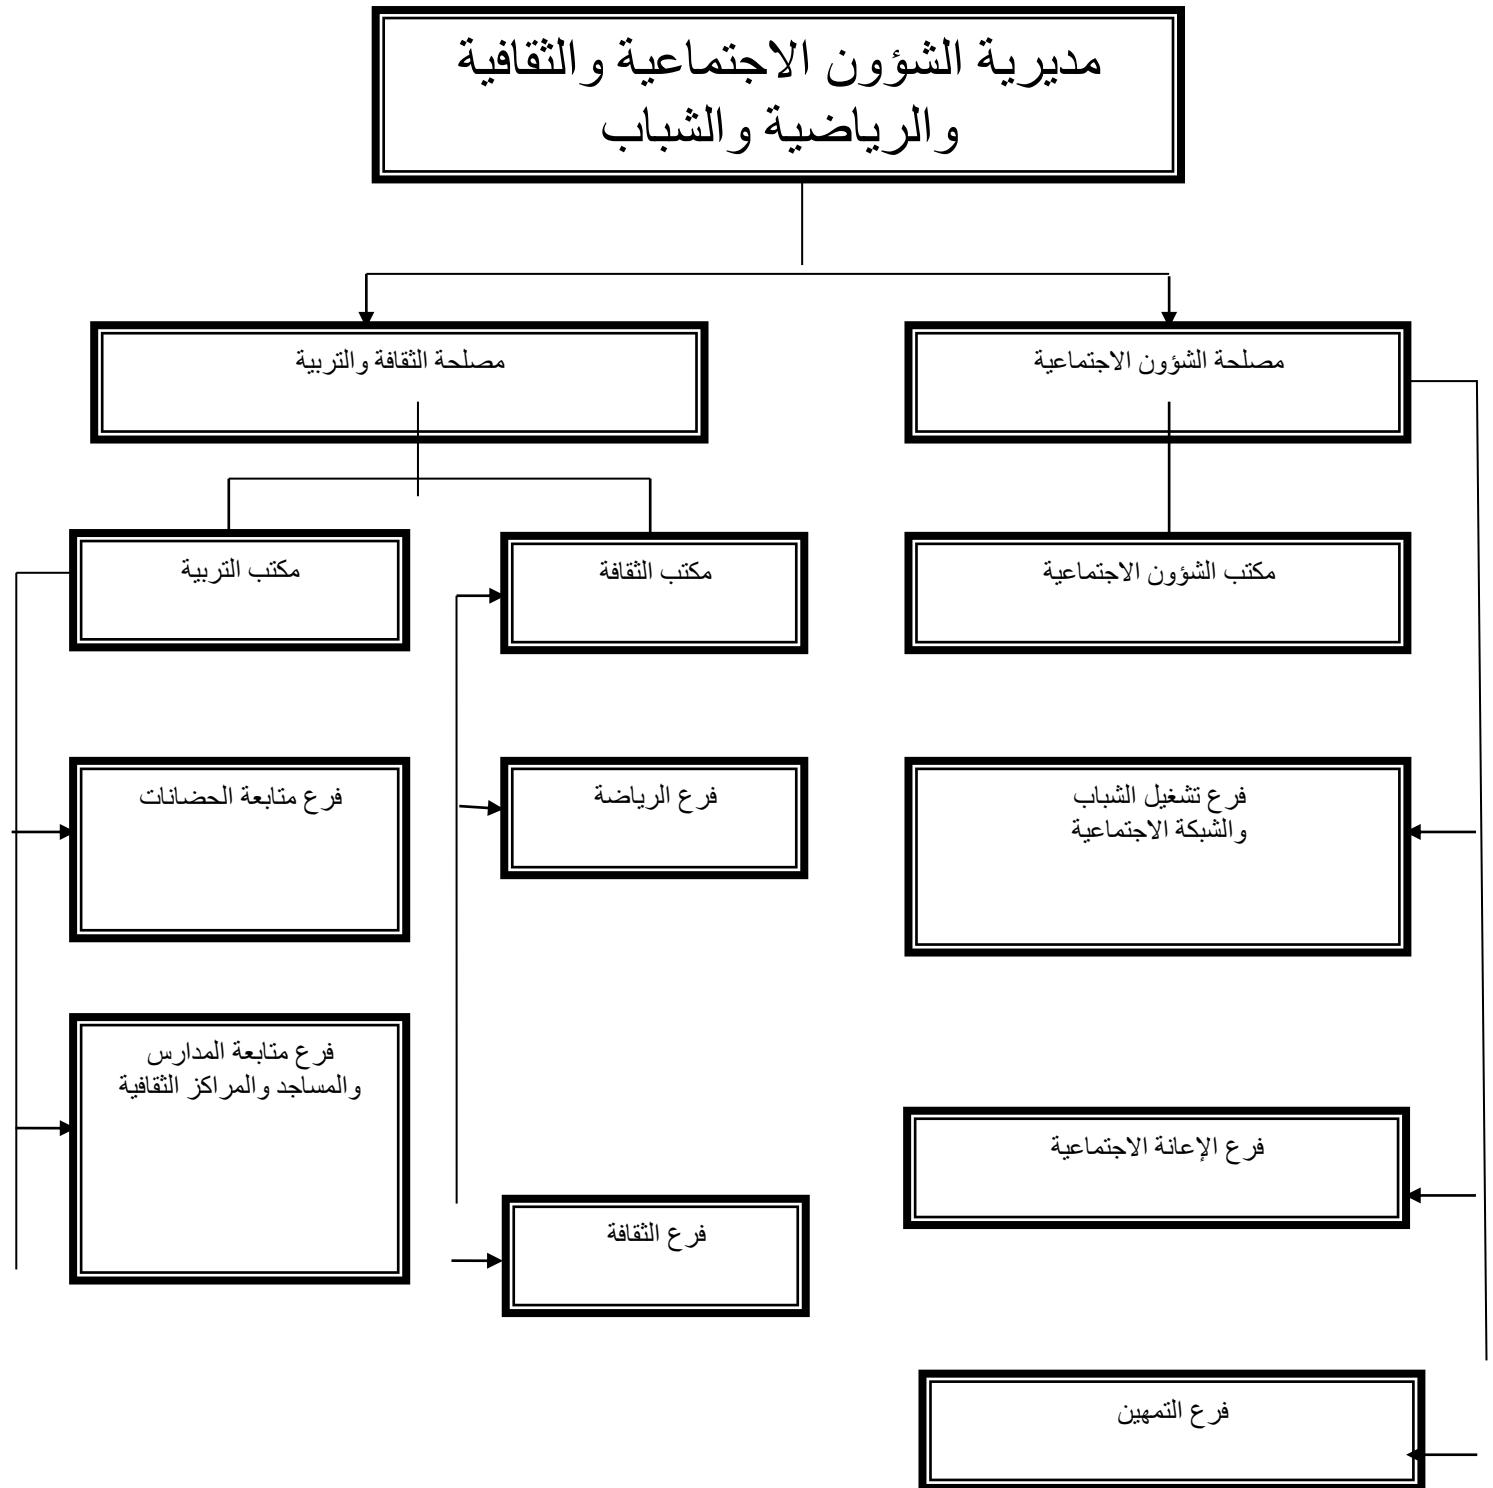 مديرية الشؤون الاجتماعية والثقافية
والرياضية والشباب
مصلحة الشؤون الاجتماعية
مصلحة الثقافة والتربية
مكتب الشؤون الاجتماعية
مكتب الثقافة
مكتب التربية
فرع تشغيل الشباب
والشبكة الاجتماعية
فرع الرياضة
فرع متابعة الحضانات
فرع متابعة المدارس
والمساجد والمراكز الثقافية
فرع الإعانة الاجتماعية
فرع الثقافة
فرع التمهين